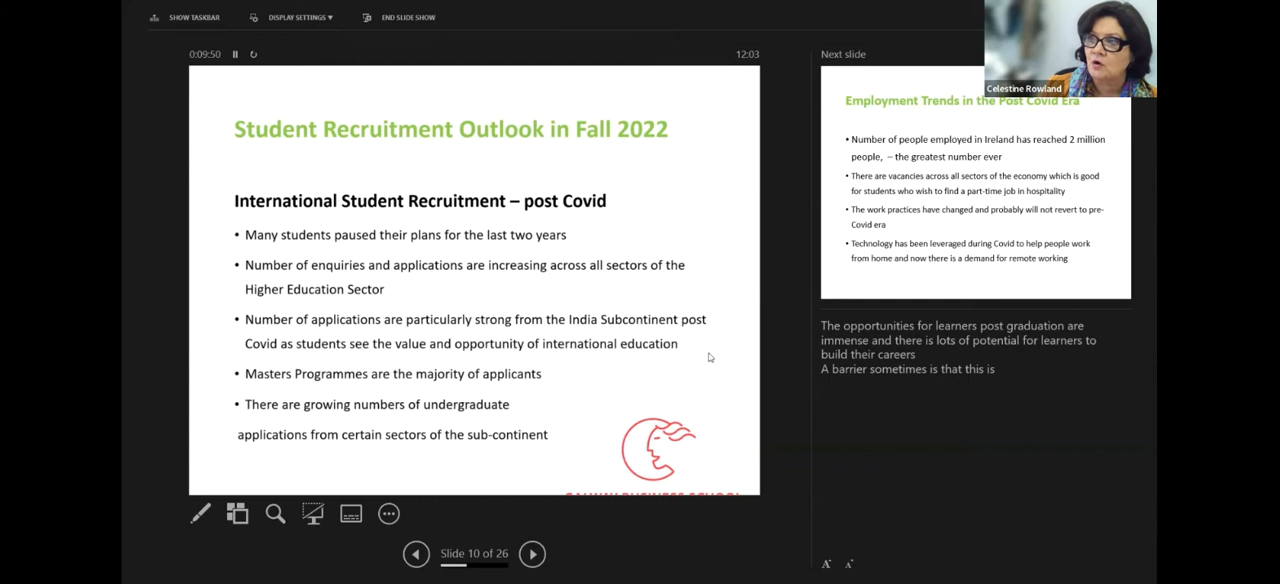 SHOW TASKBAR
DISPLAY SETTINGS ▼
END SLIDE SHOW
0:09:50
12:03
Student Recruitment Outlook in Fall 2022
International Student Recruitment – post Covid
• Many students paused their plans for the last two years
• Number of enquiries and applications are increasing across all sectors of the
Higher Education Sector
• Number of applications are particularly strong from the India Subcontinent post
Covid as students see the value and opportunity of international education
• Masters Programmes are the majority of applicants
• There are growing numbers of undergraduate
applications from certain sectors of the sub-continent
GALWAY BUSINESS SCHOOL
Slide 10 of 26
Next slide
Celestine Rowland
Employment Trends in the Post Covid Era
• Number of people employed in Ireland has reached 2 million
people, – the greatest number ever
• There are vacancies across all sectors of the economy which is good
for students who wish to find a part-time job in hospitality
• The work practices have changed and probably will not revert to pre-
Covid era
• Technology has been leveraged during Covid to help people work
from home and now there is a demand for remote working
The opportunities for learners post graduation are
immense and there is lots of potential for learners to
build their careers
A barrier sometimes is that this is
A A